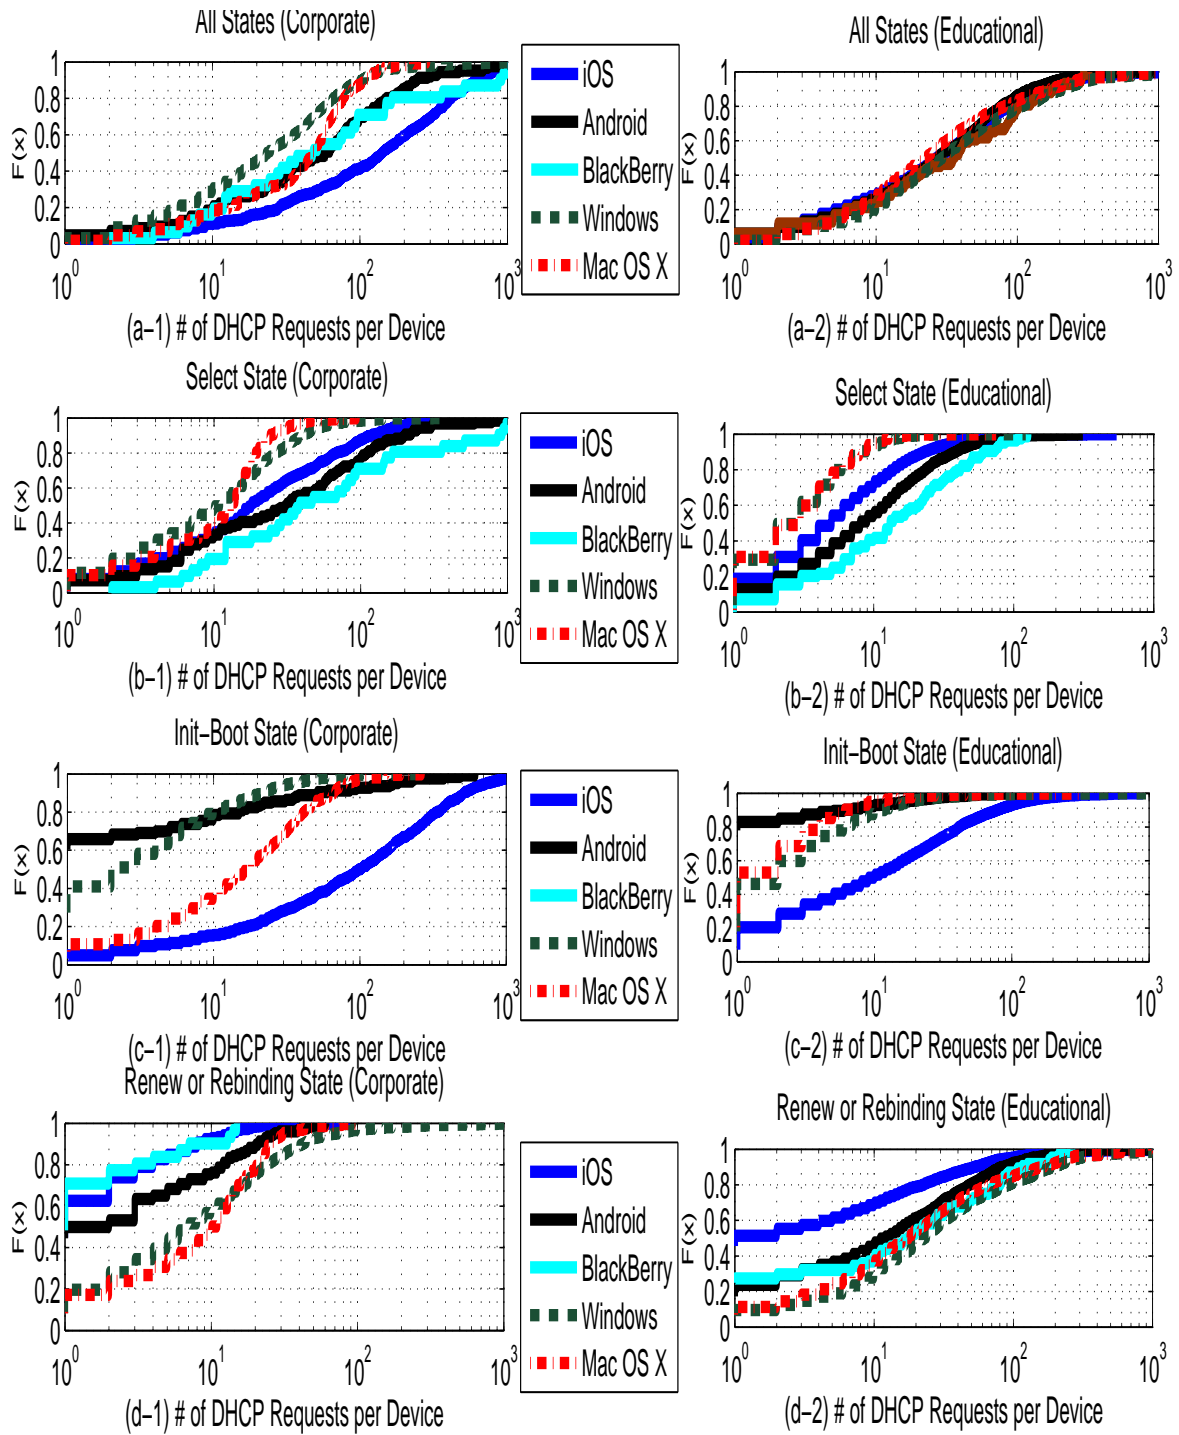 All States (Corporate)
1
0.8
0.6
0.4
0.2
0
F(x)
10^0
10^1
10^2
10^3
(a-1) # of DHCP Requests per Device
iOS
Android
BlackBerry
Windows
Mac OS X
All States (Educational)
1
0.8
0.6
0.4
0.2
0
F(x)
10^0
10^1
10^2
10^3
(a-2) # of DHCP Requests per Device
Select State (Corporate)
1
0.8
0.6
0.4
0.2
0
F(x)
10^0
10^1
10^2
10^3
(b-1) # of DHCP Requests per Device
iOS
Android
BlackBerry
Windows
Mac OS X
Select State (Educational)
1
0.8
0.6
0.4
0.2
0
F(x)
10^0
10^1
10^2
10^3
(b-2) # of DHCP Requests per Device
Init-Boot State (Corporate)
1
0.8
0.6
0.4
0.2
0
F(x)
10^0
10^1
10^2
10^3
(c-1) # of DHCP Requests per Device
iOS
Android
BlackBerry
Windows
Mac OS X
Init-Boot State (Educational)
1
0.8
0.6
0.4
0.2
0
F(x)
10^0
10^1
10^2
10^3
(c-2) # of DHCP Requests per Device
Renew or Rebinding State (Corporate)
1
0.8
0.6
0.4
0.2
0
F(x)
10^0
10^1
10^2
10^3
(d-1) # of DHCP Requests per Device
iOS
Android
BlackBerry
Windows
Mac OS X
Renew or Rebinding State (Educational)
1
0.8
0.6
0.4
0.2
0
F(x)
10^0
10^1
10^2
10^3
(d-2) # of DHCP Requests per Device